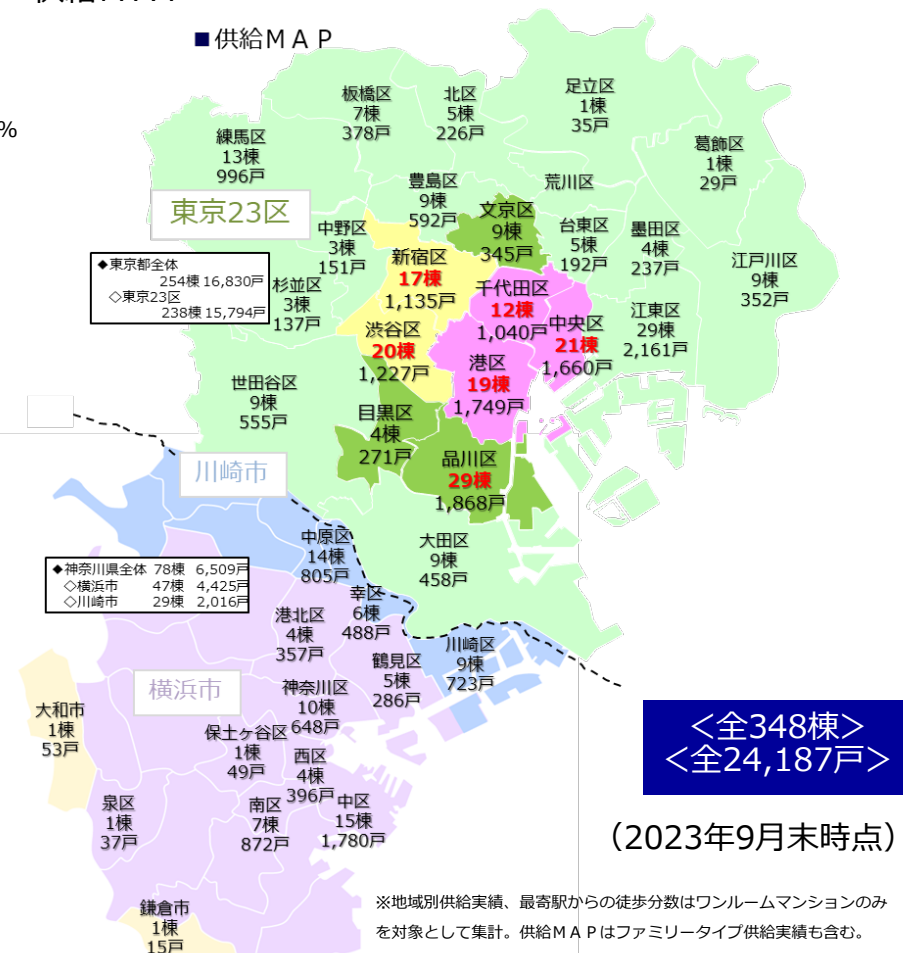 ■供給ＭＡＰ
%
板橋区
7棟
378戸
北区
5棟
226戸
足立区
1棟
35戸
練馬区
13棟
996戸
葛飾区
1棟
29戸
豊島区
9棟
592戸
荒川区
東京23区
文京区
9棟
345戸
中野区
3棟
151戸
台東区
5棟
192戸
墨田区
4棟
237戸
新宿区
17棟
1,135戸
江戸川区
9棟
352戸
◆東京都全体
254棟 16,830戸
◇東京23区
238棟 15,794戸
杉並区
3棟
137戸
千代田区
12棟
1,040戸
中央区
21棟
1,660戸
江東区
29棟
2,161戸
渋谷区
20棟
1,227戸
港区
19棟
1,749戸
世田谷区
9棟
555戸
目黒区
4棟
271戸
品川区
29棟
1,868戸
川崎市
中原区
14棟
805戸
大田区
9棟
458戸
◆神奈川県全体 78棟 6,509戸
◇横浜市 47棟 4,425戸
◇川崎市 29棟 2,016戸
幸区
6棟
488戸
港北区
4棟
357戸
川崎区
9棟
723戸
鶴見区
5棟
286戸
横浜市
神奈川区
10棟
648戸
大和市
1棟
53戸
保土ヶ谷区
1棟
49戸
西区
4棟
396戸
泉区
1棟
37戸
南区
7棟
872戸
中区
15棟
1,780戸
鎌倉市
1棟
15戸
＜全348棟＞
＜全24,187戸＞
（2023年9月末時点）
※地域別供給実績、最寄駅からの徒歩分数はワンルームマンションのみ
を対象として集計。供給ＭＡＰはファミリータイプ供給実績も含む。